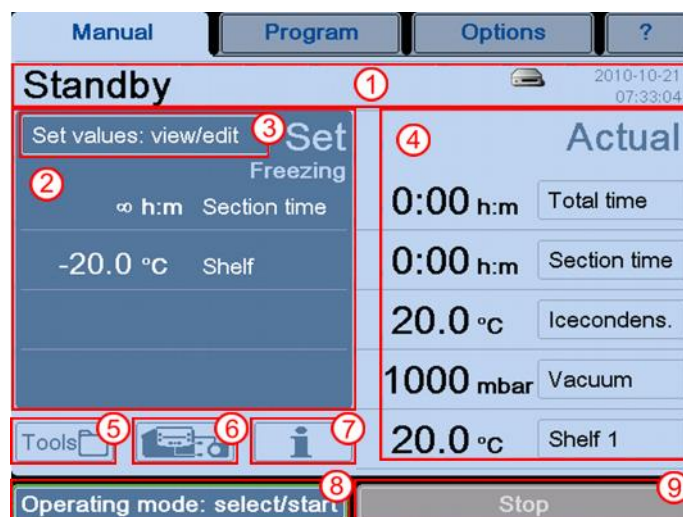 Manual Program Options ?
Standby ① 2010-10-21
07:33:04
Set values: view/edit ③ Set
② Freezing
∞ h:m Section time
-20.0 °C Shelf
④ Actual
0:00 h:m Total time
0:00 h:m Section time
20.0 °C Icecondens.
1000 mbar Vacuum
20.0 °C Shelf 1
Tools ⑤ ⑥ i ⑦
Operating mode: select/start ⑧ Stop ⑨